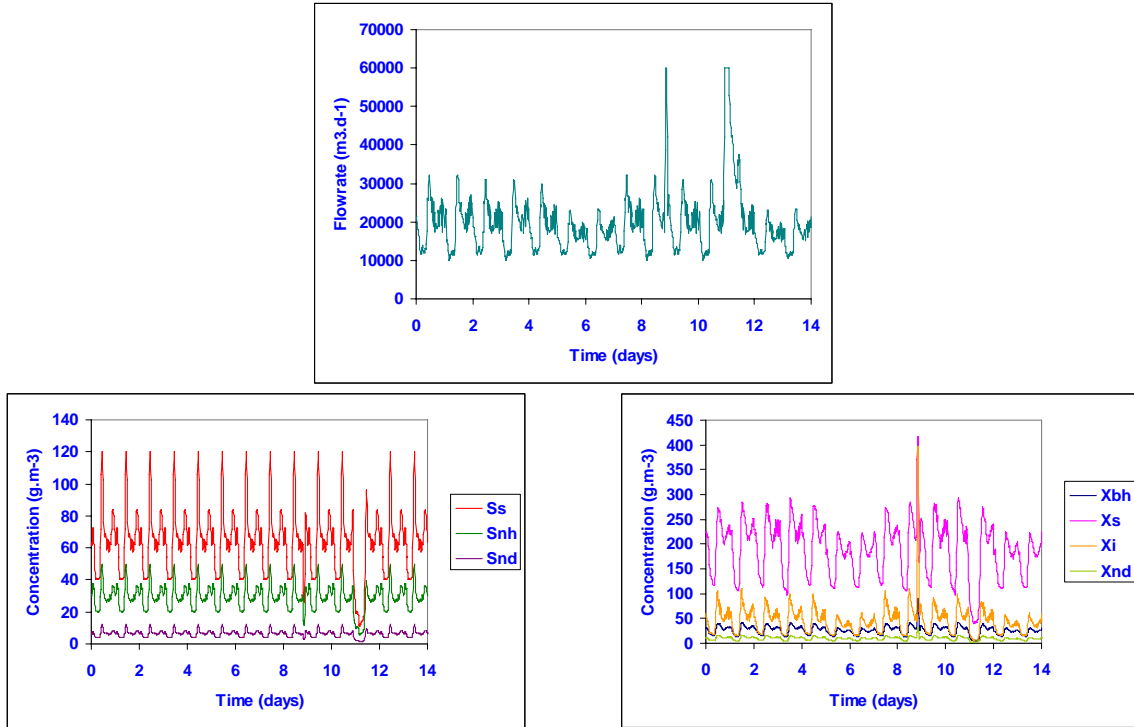 70000
60000
50000
40000
30000
20000
10000
0
Flowrate (m3.d-1)
0 2 4 6 8 10 12 14
Time (days)
140
120
100
80
60
40
20
0
Concentration (g.m-3)
0 2 4 6 8 10 12 14
Time (days)
Ss
Snh
Snd
450
400
350
300
250
200
150
100
50
0
Concentration (g.m-3)
0 2 4 6 8 10 12 14
Time (days)
Xbh
Xs
Xi
Xnd